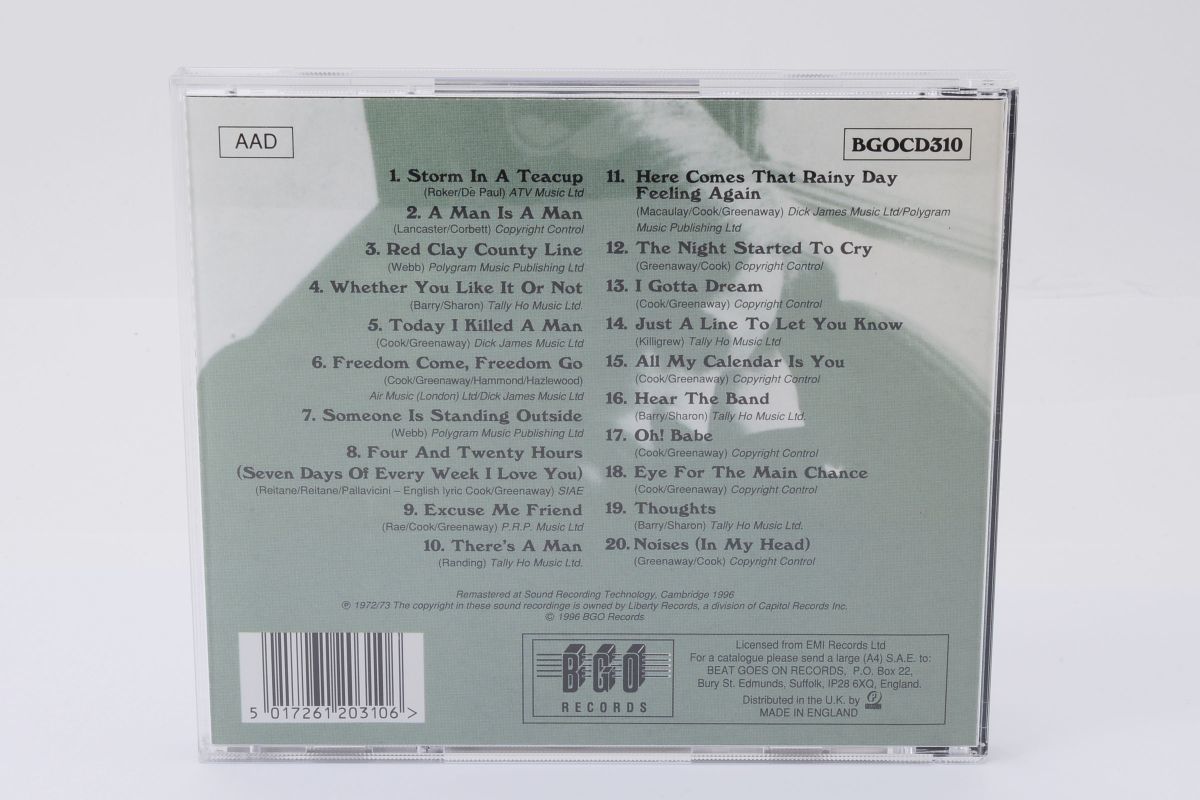 AAD
BGOCD310
1. Storm In A Teacup
(Roker/De Paul) ATV Music Ltd
2. A Man Is A Man
(Lancaster/Corbett) Copyright Control
3. Red Clay County Line
(Webb) Polygram Music Publishing Ltd
4. Whether You Like It Or Not
(Barry/Sharon) Tally Ho Music Ltd.
5. Today I Killed A Man
(Cook/Greenaway) Dick James Music Ltd
6. Freedom Come, Freedom Go
(Cook/Greenaway/Hammond/Hazlewood)
Air Music (London) Ltd/Dick James Music Ltd
7. Someone Is Standing Outside
(Webb) Polygram Music Publishing Ltd
8. Four And Twenty Hours
(Seven Days Of Every Week I Love You)
(Reitane/Reitane/Pallavicini – English lyric Cook/Greenaway) SIAE
9. Excuse Me Friend
(Rae/Cook/Greenaway) P.R.P. Music Ltd
10. There's A Man
(Randing) Tally Ho Music Ltd.
11. Here Comes That Rainy Day
Feeling Again
(Macaulay/Cook/Greenaway) Dick James Music Ltd/Polygram
Music Publishing Ltd
12. The Night Started To Cry
(Greenaway/Cook) Copyright Control
13. I Gotta Dream
(Cook/Greenaway) Copyright Control
14. Just A Line To Let You Know
(Killigrew) Tally Ho Music Ltd
15. All My Calendar Is You
(Cook/Greenaway) Copyright Control
16. Hear The Band
(Barry/Sharon) Tally Ho Music Ltd.
17. Oh! Babe
(Cook/Greenaway) Copyright Control
18. Eye For The Main Chance
(Cook/Greenaway) Copyright Control
19. Thoughts
(Barry/Sharon) Tally Ho Music Ltd.
20. Noises (In My Head)
(Greenaway/Cook) Copyright Control
Remastered at Sound Recording Technology, Cambridge 1996
℗ 1972/73 The copyright in these sound recordinge is owned by Liberty Records, a division of Capitol Records Inc.
© 1996 BGO Records
5 017261 203106 >
BGO
RECORDS
Licensed from EMI Records Ltd
For a catalogue please send a large (A4) S.A.E. to:
BEAT GOES ON RECORDS, P.O. Box 22,
Bury St. Edmunds, Suffolk, IP28 6XQ, England.
Distributed in the U.K. by
MADE IN ENGLAND